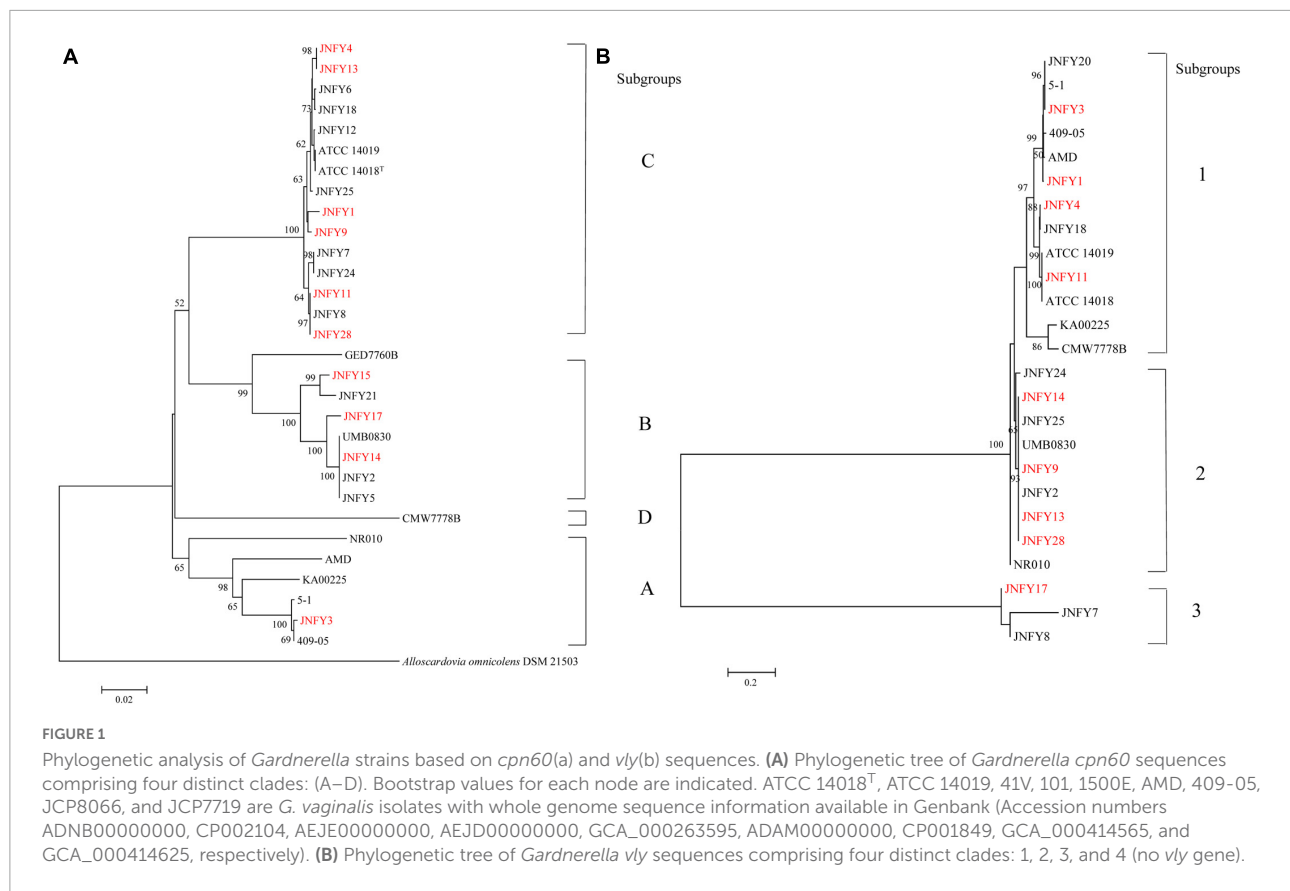 A
98
JNFY4
JNFY13
JNFY6
73
JNFY18
JNFY12
62
ATCC 14019
ATCC 14018ᵀ
63
JNFY25
JNFY1
100
JNFY9
98
JNFY7
JNFY24
64
JNFY11
JNFY8
97
JNFY28
52
GED7760B
99
99
JNFY15
JNFY21
100
JNFY17
UMB0830
100
JNFY14
100
JNFY2
JNFY5
CMW7778B
NR010
65
AMD
98
KA00225
65
5-1
100
JNFY3
69
409-05
Alloscardovia omnicolens DSM 21503
0.02
Subgroups
C
B
D
A
B
JNFY20
96
5-1
JNFY3
99
409-05
50
AMD
97
JNFY1
88
JNFY4
JNFY18
99
ATCC 14019
JNFY11
100
ATCC 14018
KA00225
86
CMW7778B
JNFY24
JNFY14
65
JNFY25
100
UMB0830
93
JNFY9
JNFY2
JNFY13
JNFY28
NR010
JNFY17
JNFY7
JNFY8
0.2
Subgroups
1
2
3
FIGURE 1
Phylogenetic analysis of Gardnerella strains based on cpn60(a) and vly(b) sequences. (A) Phylogenetic tree of Gardnerella cpn60 sequences
comprising four distinct clades: (A–D). Bootstrap values for each node are indicated. ATCC 14018ᵀ, ATCC 14019, 41V, 101, 1500E, AMD, 409-05,
JCP8066, and JCP7719 are G. vaginalis isolates with whole genome sequence information available in Genbank (Accession numbers
ADNB00000000, CP002104, AEJE00000000, AEJD00000000, GCA_000263595, ADAM00000000, CP001849, GCA_000414565, and
GCA_000414625, respectively). (B) Phylogenetic tree of Gardnerella vly sequences comprising four distinct clades: 1, 2, 3, and 4 (no vly gene).